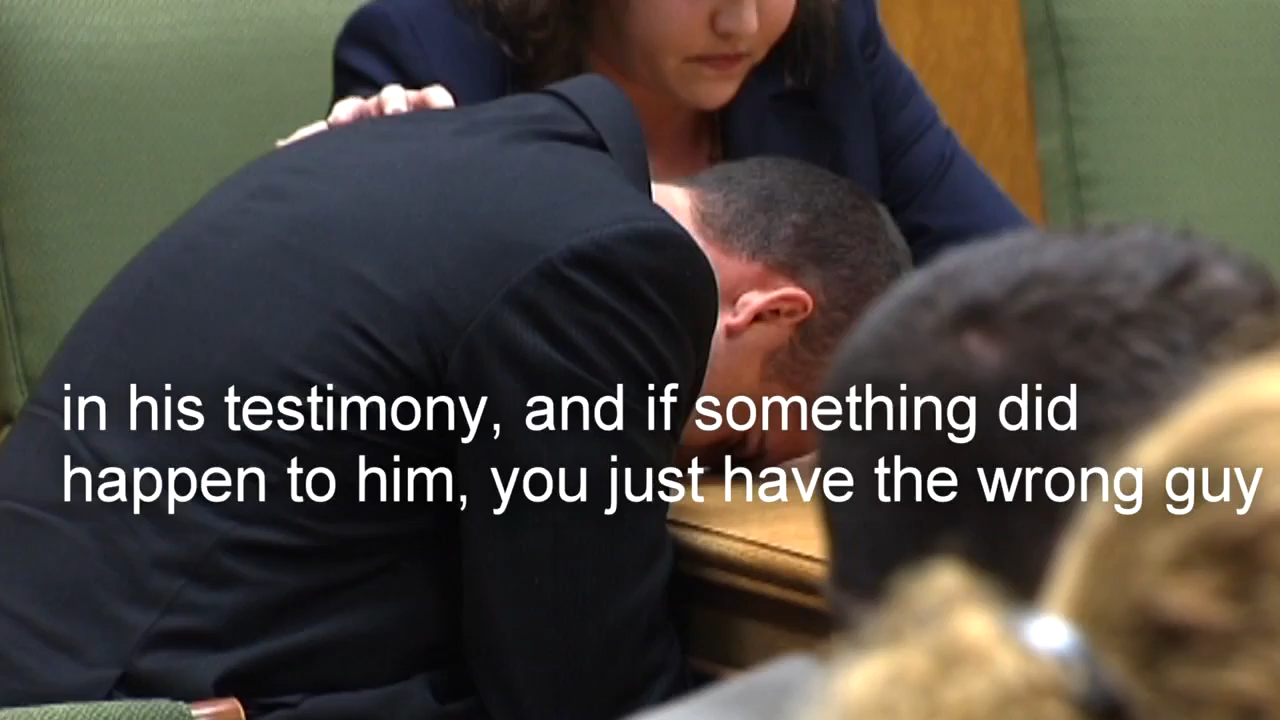 in his testimony, and if something did
happen to him, you just have the wrong guy